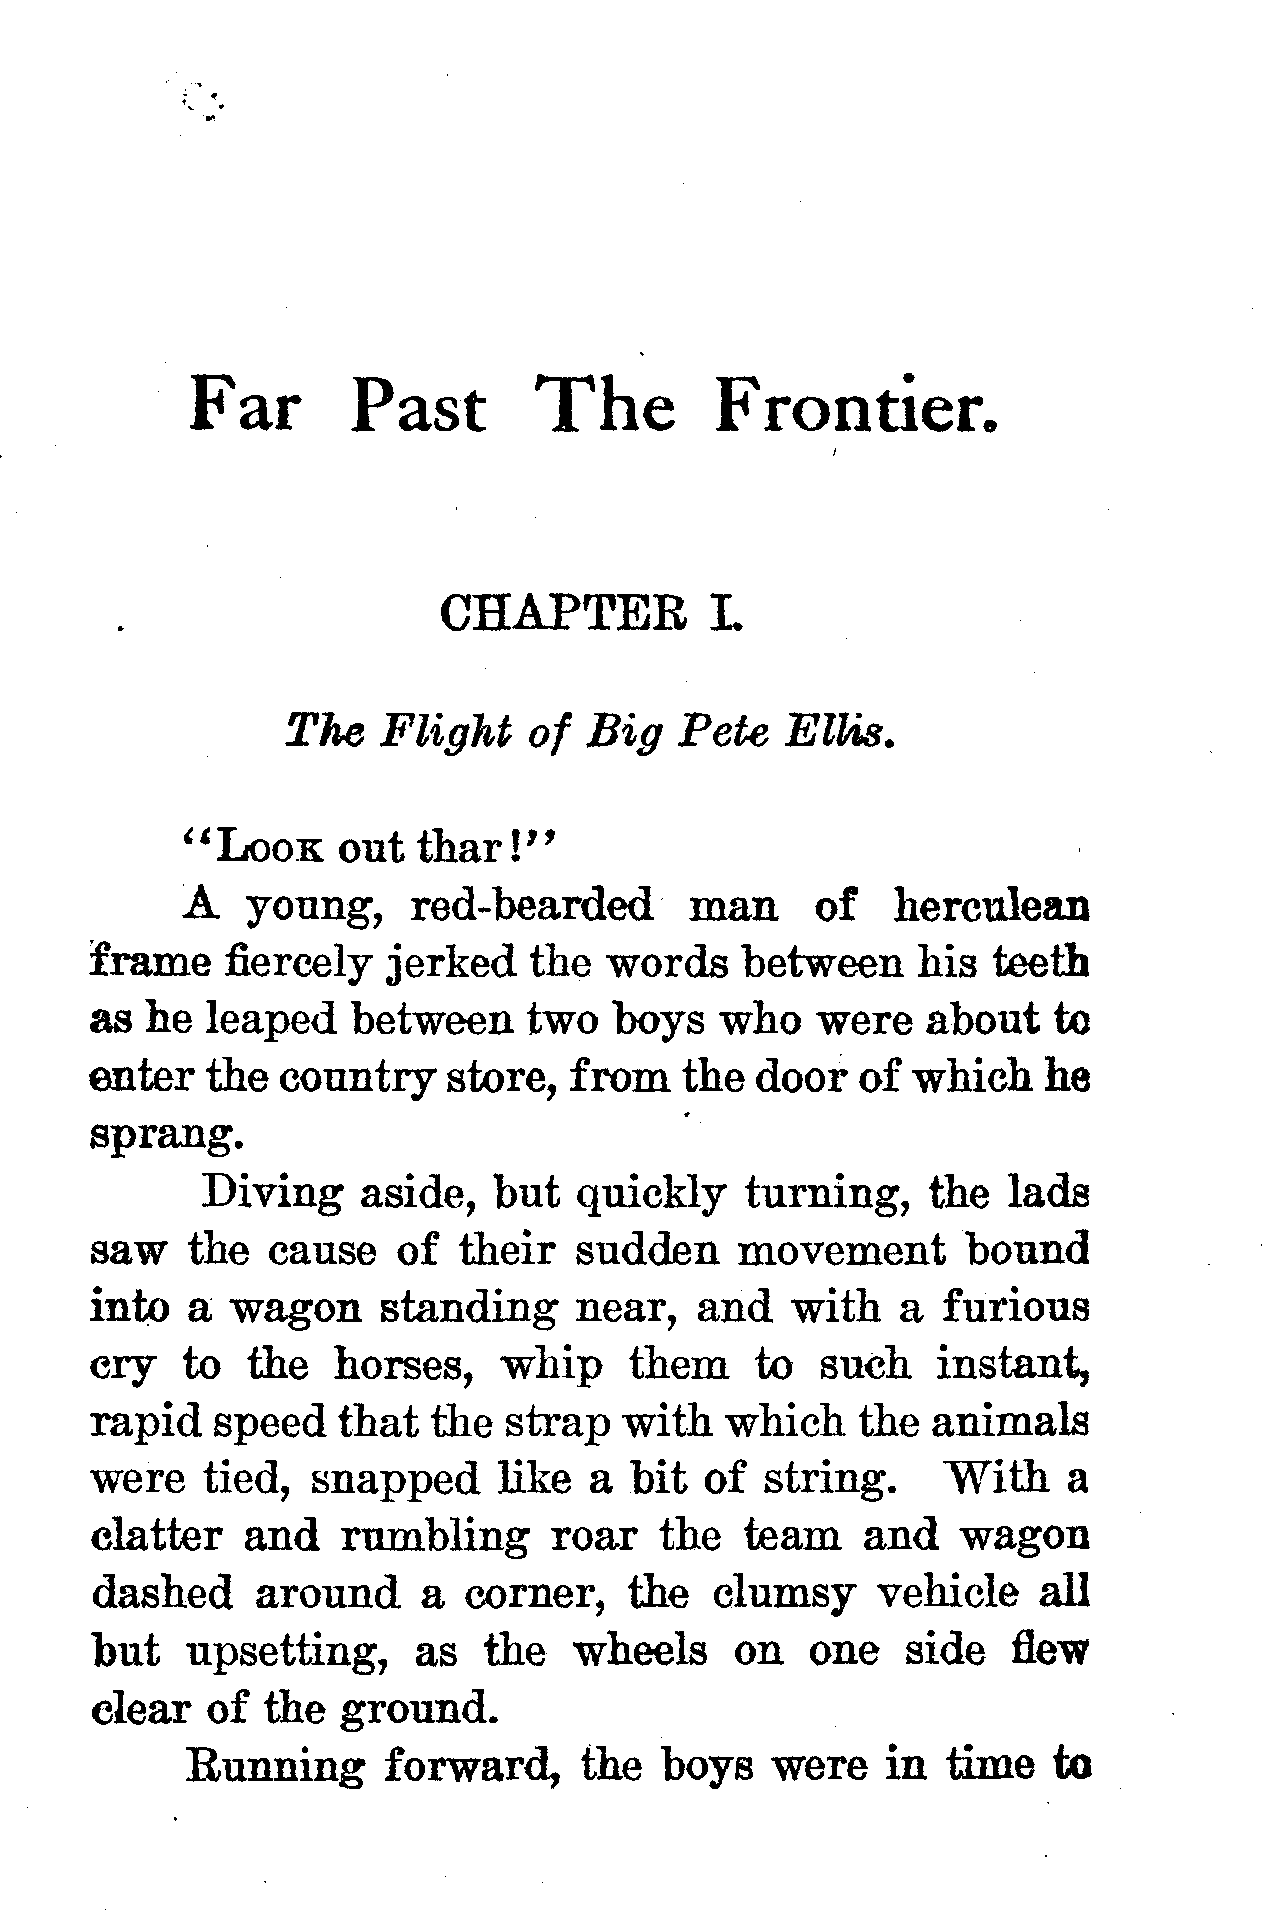 Far Past The Frontier.
CHAPTER I.
The Flight of Big Pete Ellis.
“Look out thar!”
A young, red-bearded man of herculean
frame fiercely jerked the words between his teeth
as he leaped between two boys who were about to
enter the country store, from the door of which he
sprang.
Diving aside, but quickly turning, the lads
saw the cause of their sudden movement bound
into a wagon standing near, and with a furious
cry to the horses, whip them to such instant,
rapid speed that the strap with which the animals
were tied, snapped like a bit of string. With a
clatter and rumbling roar the team and wagon
dashed around a corner, the clumsy vehicle all
but upsetting, as the wheels on one side flew
clear of the ground.
Running forward, the boys were in time to